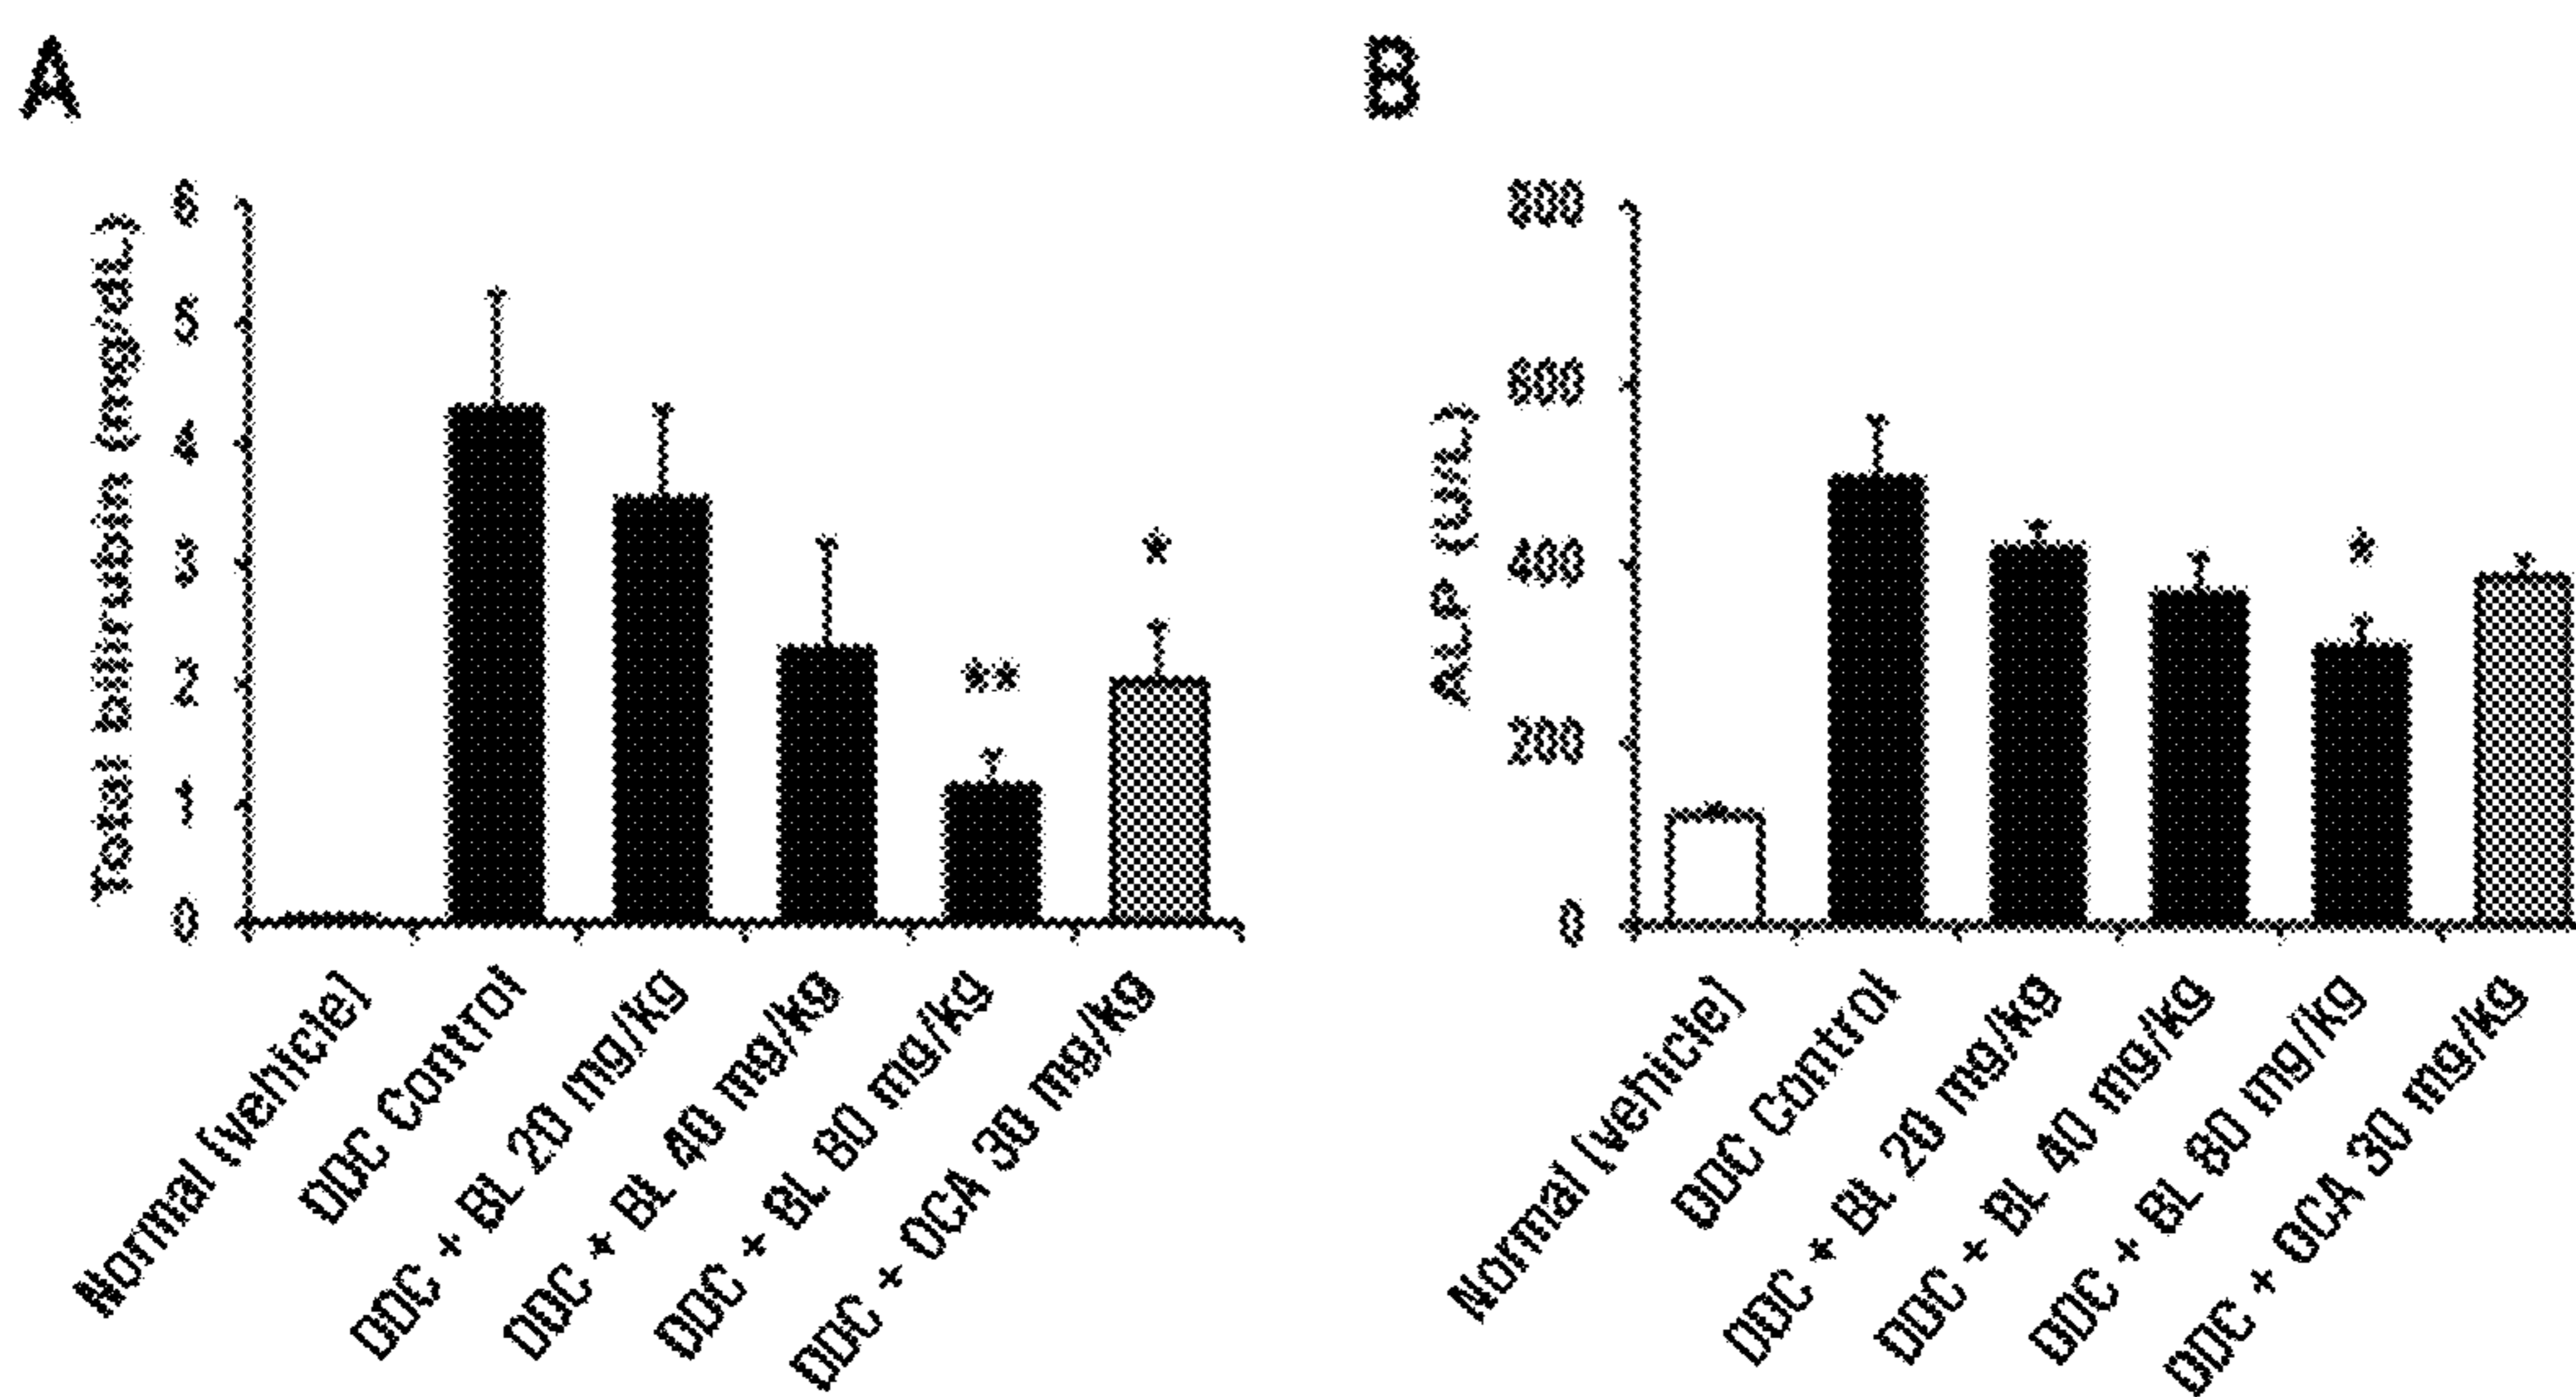 A
Total bilirubin (mg/dL)
6
5
4
3
2
1
0
*
**
Normal (vehicle)
DDC Control
DDC + BL 20 mg/kg
DDC + BL 40 mg/kg
DDC + BL 80 mg/kg
DDC + OCA 30 mg/kg
B
ALP (U/L)
800
600
400
200
0
*
Normal (vehicle)
DDC Control
DDC + BL 20 mg/kg
DDC + BL 40 mg/kg
DDC + BL 80 mg/kg
DDC + OCA 30 mg/kg